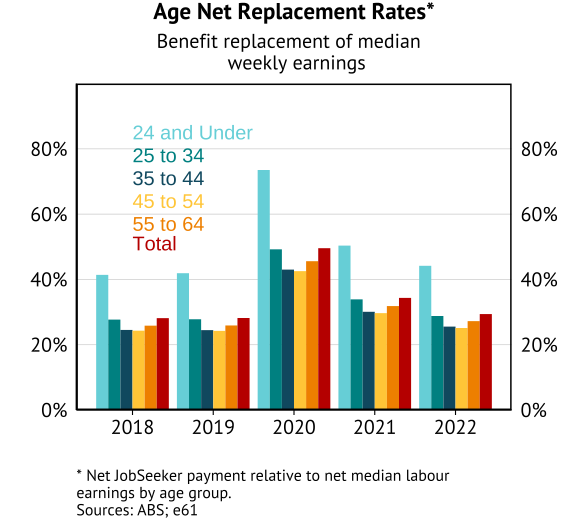 Age Net Replacement Rates*
Benefit replacement of median
weekly earnings
24 and Under
80% 25 to 34 80%
35 to 44
45 to 54
60% 55 to 64 60%
Total
40% 40%
20% 20%
0% 0%
2018 2019 2020 2021 2022
* Net JobSeeker payment relative to net median labour
earnings by age group.
Sources: ABS; e61